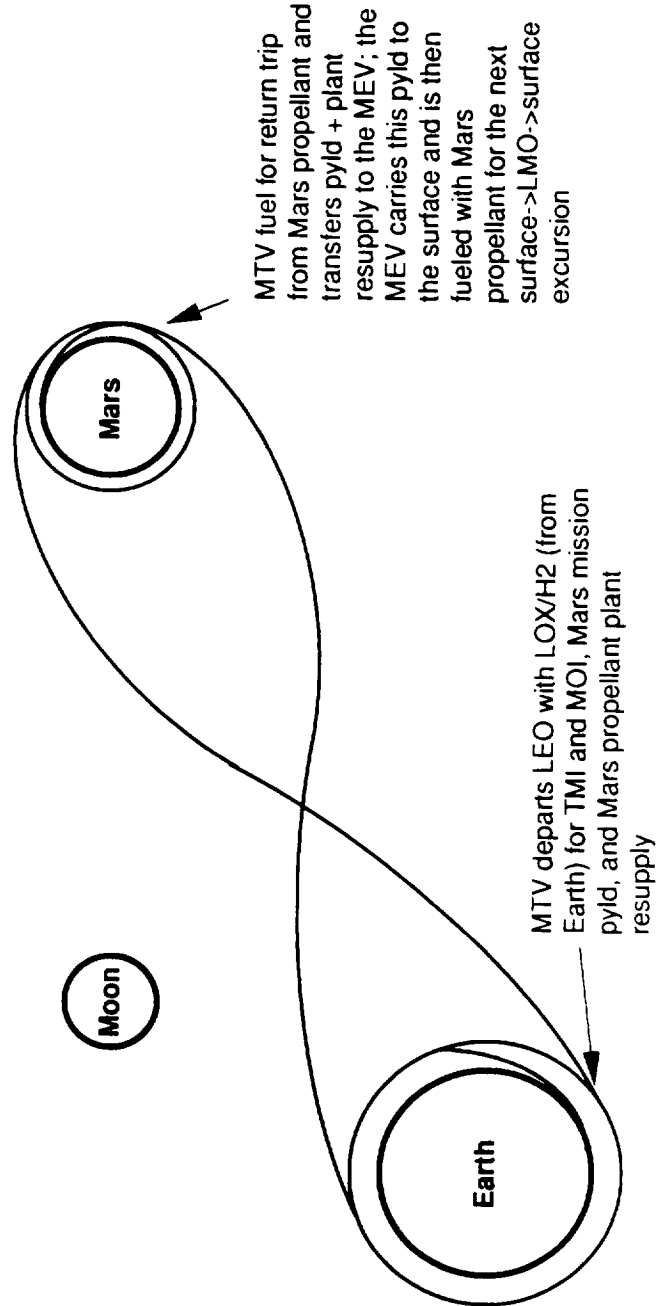 Mars
MTV fuel for return trip
from Mars propellant and
transfers pyld + plant
resupply to the MEV; the
MEV carries this pyld to
the surface and is then
fueled with Mars
propellant for the next
surface->LMO->surface
excursion
Moon
Earth
MTV departs LEO with LOX/H2 (from
Earth) for TMI and MOI, Mars mission
pyld, and Mars propellant plant
resupply